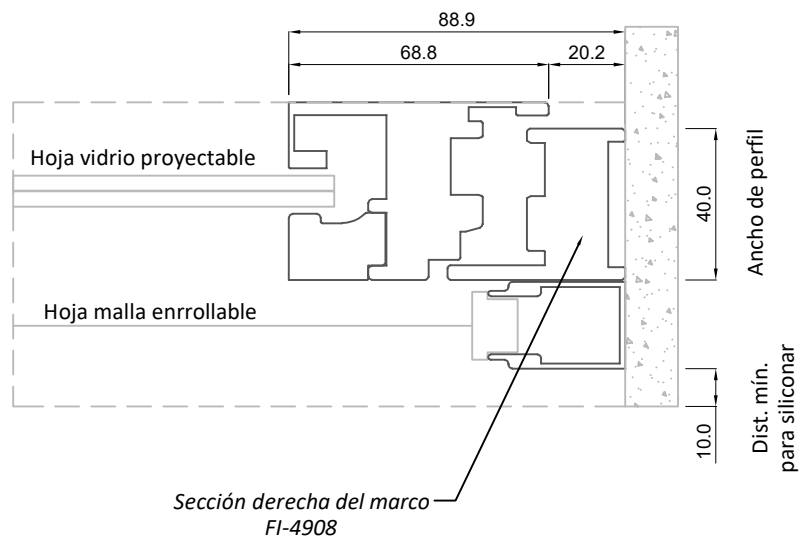 88.9
68.8
20.2
Hoja vidrio proyectable
40.0
Ancho de perfil
Hoja malla enrrollable
10.0
Dist. mín.
para siliconar
Sección derecha del marco
FI-4908